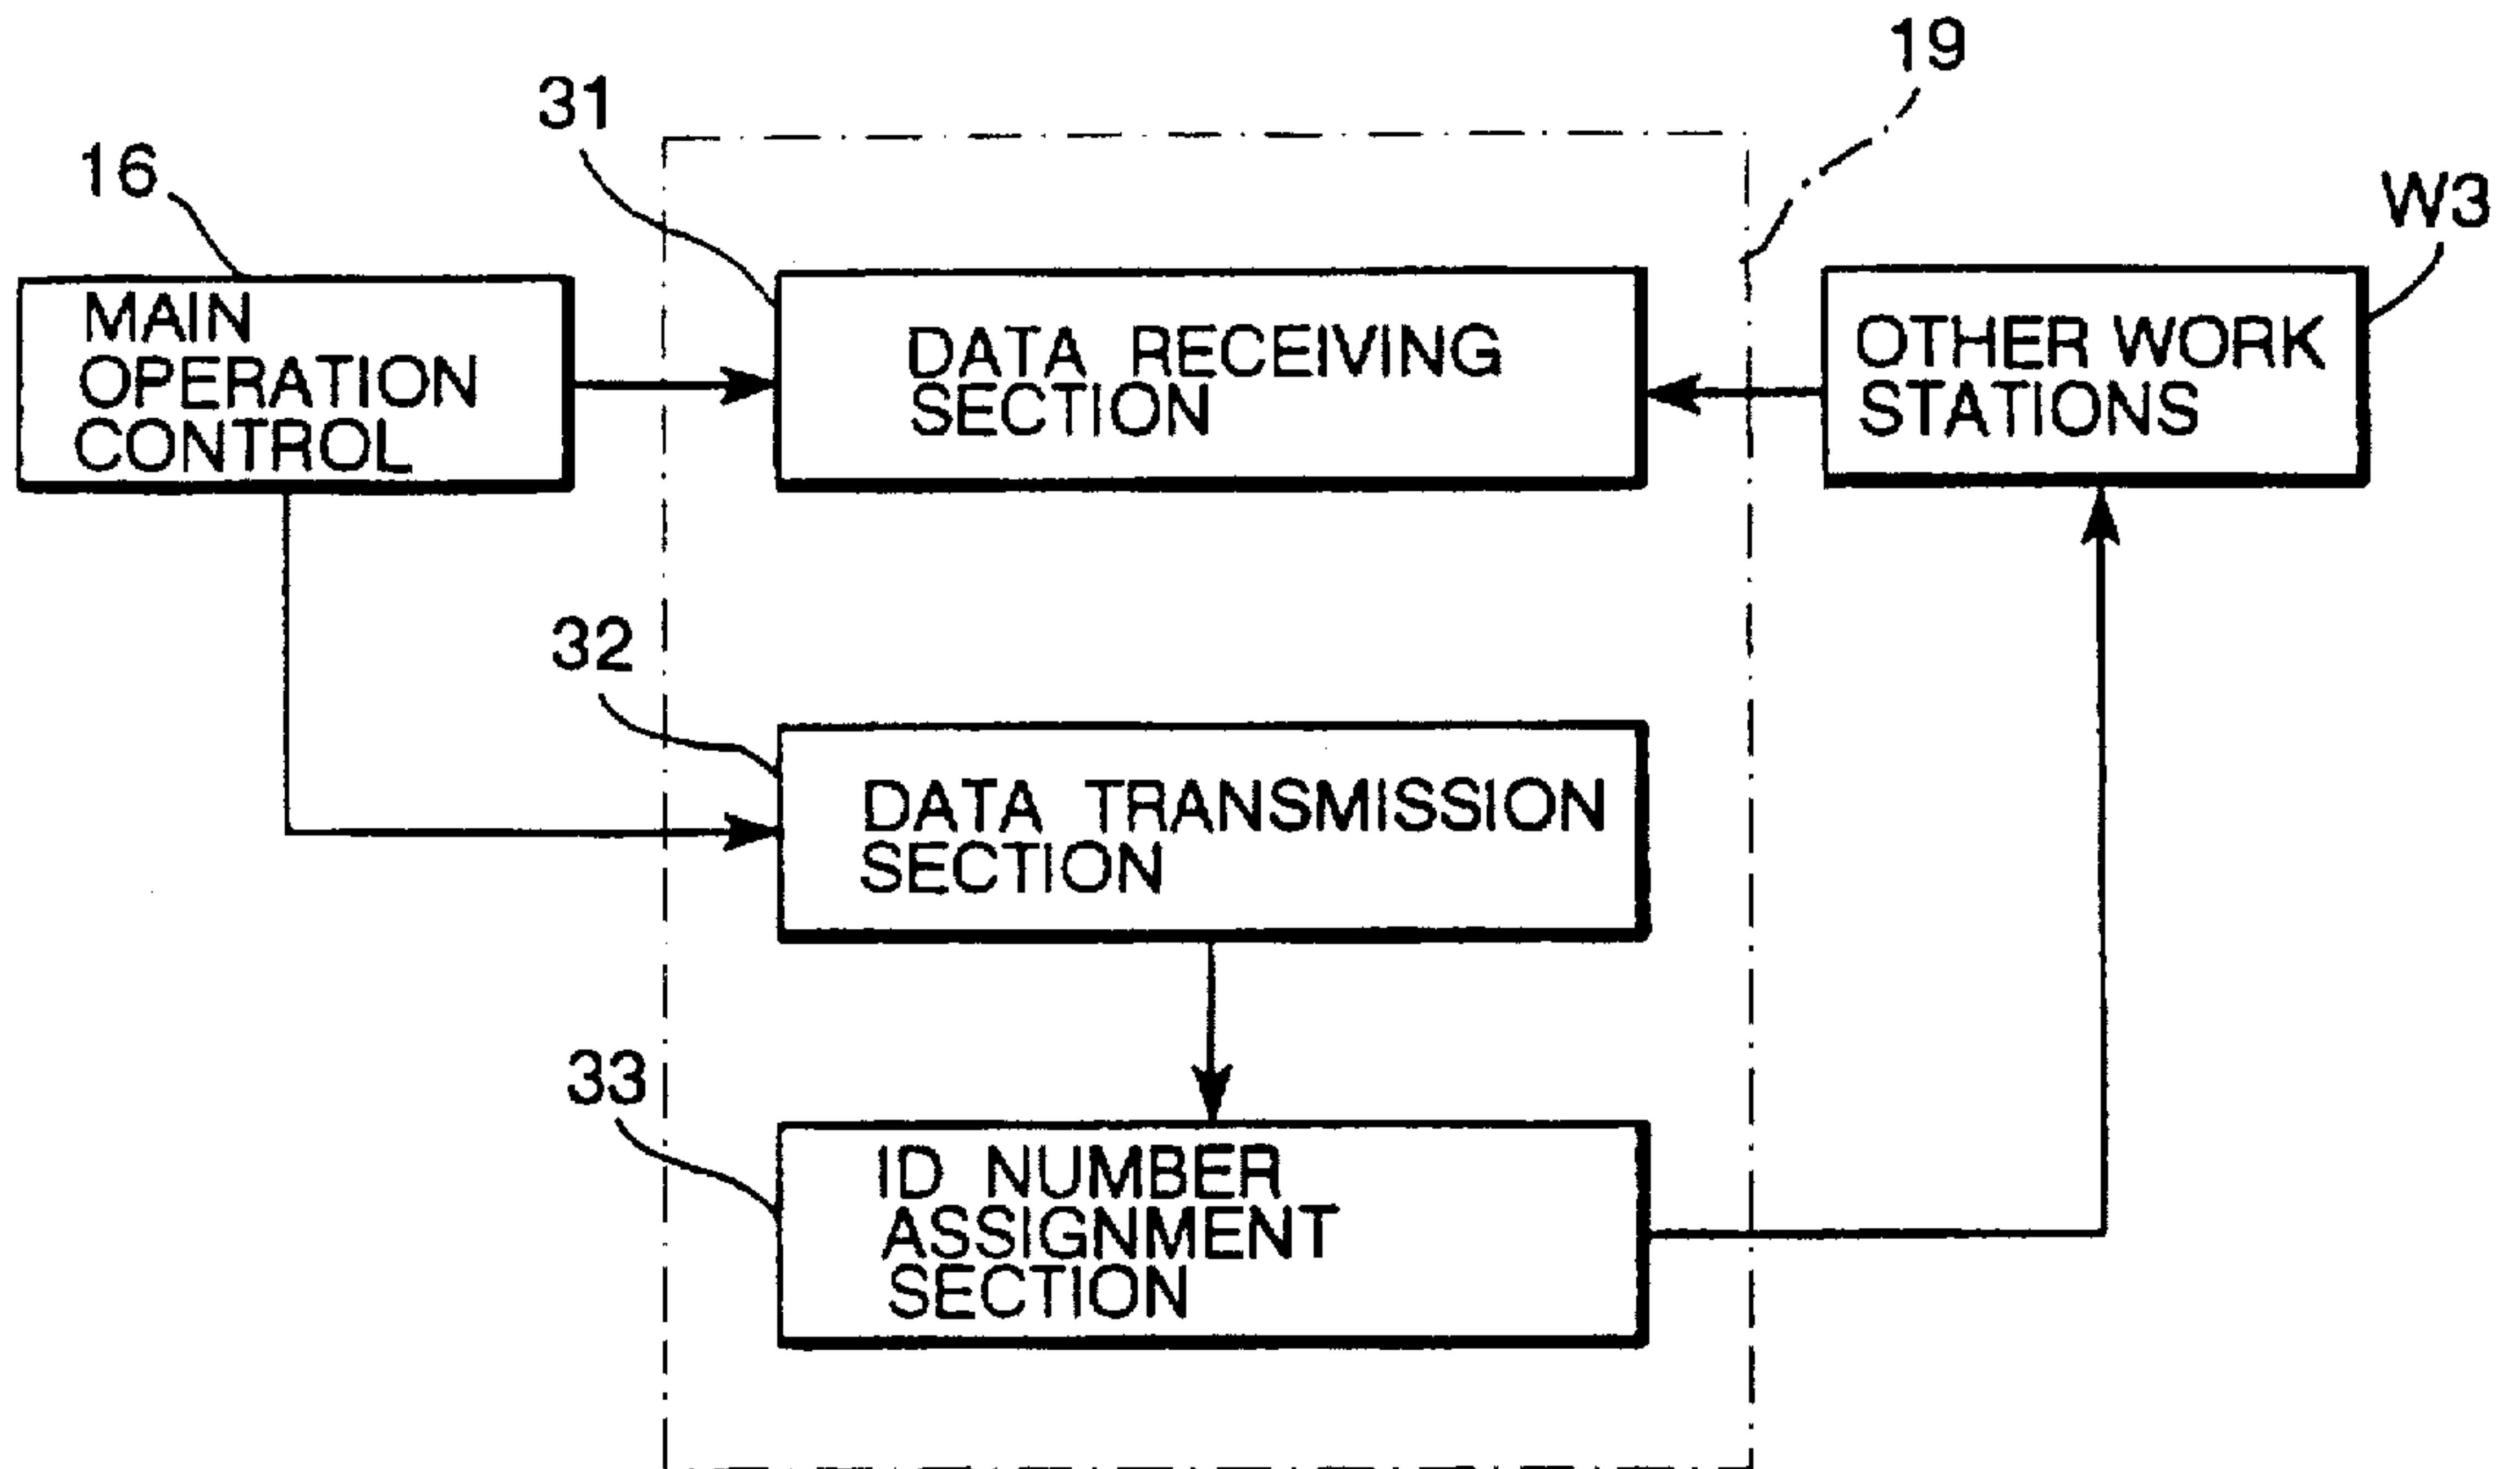 19
31
16
W3
MAIN
OPERATION
CONTROL
DATA RECEIVING
SECTION
OTHER WORK
STATIONS
32
DATA TRANSMISSION
SECTION
33
ID NUMBER
ASSIGNMENT
SECTION